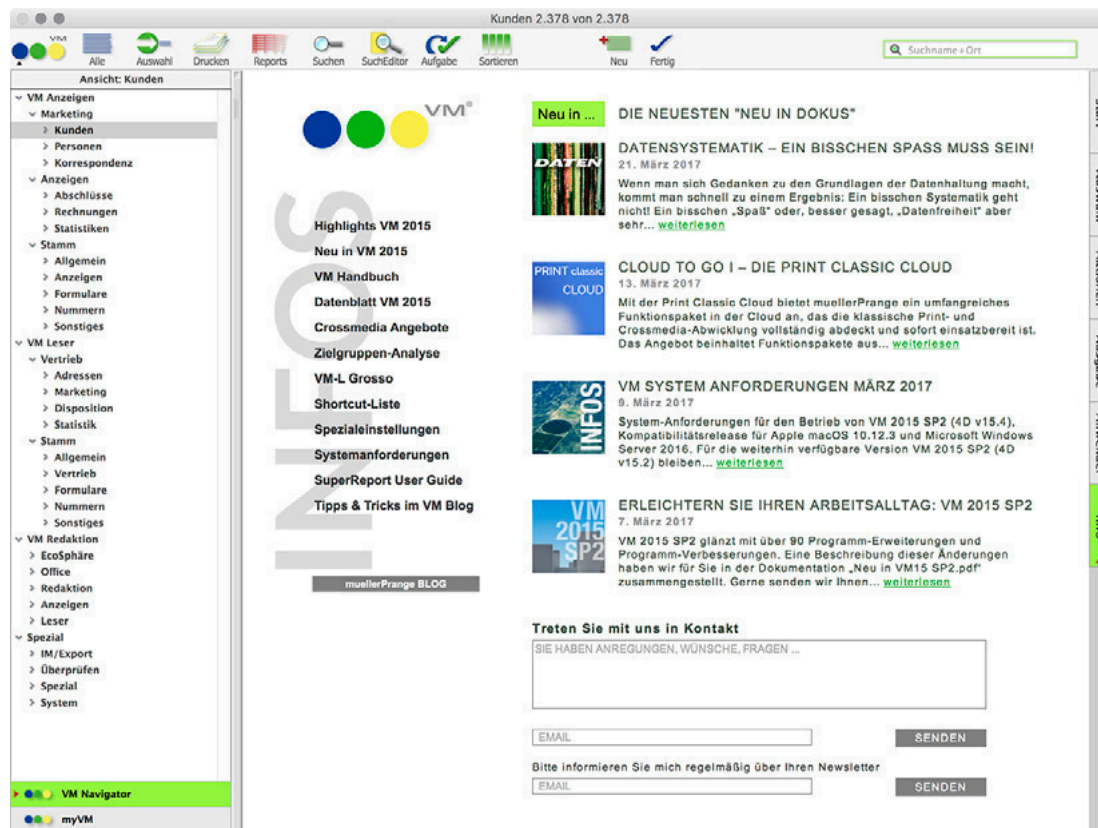 Kunden 2.378 von 2.378
VM
Alle
Auswahl
Drucken
Reports
Suchen
SuchEditor
Aufgabe
Sortieren
Neu
Fertig
Suchname+Ort
Ansicht: Kunden
VM Anzeigen
Marketing
Kunden
Personen
Korrespondenz
Anzeigen
Abschlüsse
Rechnungen
Statistiken
Stamm
Allgemein
Anzeigen
Formulare
Nummern
Sonstiges
VM Leser
Vertrieb
Adressen
Marketing
Disposition
Statistik
Stamm
Allgemein
Vertrieb
Formulare
Nummern
Sonstiges
VM Redaktion
EcoSphäre
Office
Redaktion
Anzeigen
Leser
Spezial
IM/Export
Überprüfen
Spezial
System
VM Navigator
myVM
VM®
INFOS
Highlights VM 2015
Neu in VM 2015
VM Handbuch
Datenblatt VM 2015
Crossmedia Angebote
Zielgruppen-Analyse
VM-L Grosso
Shortcut-Liste
Spezialeinstellungen
Systemanforderungen
SuperReport User Guide
Tipps & Tricks im VM Blog
muellerPrange BLOG
Neu in ...
DIE NEUESTEN "NEU IN DOKUS"
DATEN
DATENSYSTEMATIK – EIN BISSCHEN SPASS MUSS SEIN!
21. März 2017
Wenn man sich Gedanken zu den Grundlagen der Datenhaltung macht,
kommt man schnell zu einem Ergebnis: Ein bisschen Systematik geht
nicht! Ein bisschen „Spaß" oder, besser gesagt, „Datenfreiheit" aber
sehr... weiterlesen
PRINT classic
CLOUD
CLOUD TO GO I – DIE PRINT CLASSIC CLOUD
13. März 2017
Mit der Print Classic Cloud bietet muellerPrange ein umfangreiches
Funktionspaket in der Cloud an, das die klassische Print- und
Crossmedia-Abwicklung vollständig abdeckt und sofort einsatzbereit ist.
Das Angebot beinhaltet Funktionspakete aus... weiterlesen
INFOS
VM SYSTEM ANFORDERUNGEN MÄRZ 2017
9. März 2017
System-Anforderungen für den Betrieb von VM 2015 SP2 (4D v15.4),
Kompatibilitätsrelease für Apple macOS 10.12.3 und Microsoft Windows
Server 2016. Für die weiterhin verfügbare Version VM 2015 SP2 (4D
v15.2) bleiben... weiterlesen
VM
2015
SP2
ERLEICHTERN SIE IHREN ARBEITSALLTAG: VM 2015 SP2
7. März 2017
VM 2015 SP2 glänzt mit über 90 Programm-Erweiterungen und
Programm-Verbesserungen. Eine Beschreibung dieser Änderungen
haben wir für Sie in der Dokumentation „Neu in VM15 SP2.pdf"
zusammengestellt. Gerne senden wir Ihnen... weiterlesen
Treten Sie mit uns in Kontakt
SIE HABEN ANREGUNGEN, WÜNSCHE, FRAGEN ...
EMAIL
SENDEN
Bitte informieren Sie mich regelmäßig über Ihren Newsletter
EMAIL
SENDEN